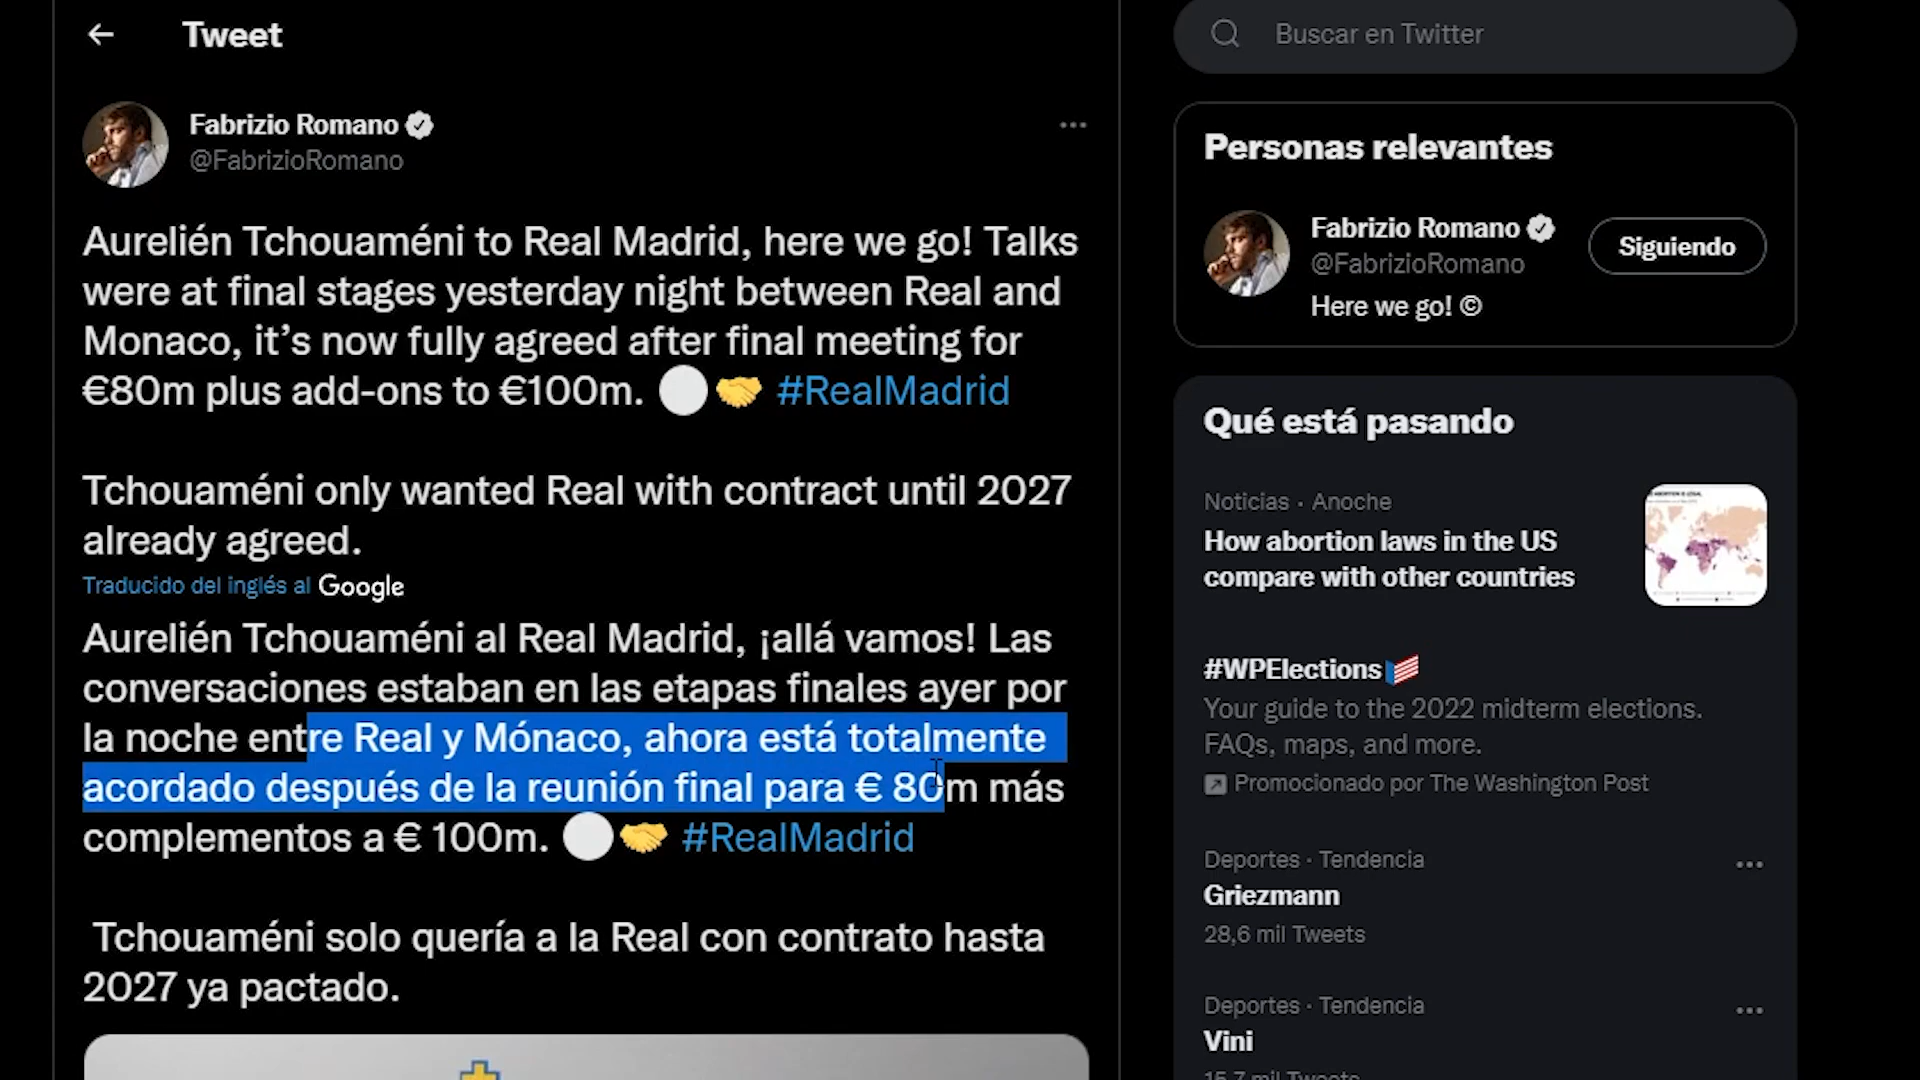 Tweet
Fabrizio Romano
@FabrizioRomano
Aurelién Tchouaméni to Real Madrid, here we go! Talks
were at final stages yesterday night between Real and
Monaco, it’s now fully agreed after final meeting for
€80m plus add-ons to €100m. ⚪🤝 #RealMadrid
Tchouaméni only wanted Real with contract until 2027
already agreed.
Traducido del inglés al Google
Aurelién Tchouaméni al Real Madrid, ¡allá vamos! Las
conversaciones estaban en las etapas finales ayer por
la noche entre Real y Mónaco, ahora está totalmente
acordado después de la reunión final para € 80m más
complementos a € 100m. ⚪🤝 #RealMadrid
Tchouaméni solo quería a la Real con contrato hasta
2027 ya pactado.
Buscar en Twitter
Personas relevantes
Fabrizio Romano
@FabrizioRomano
Siguiendo
Here we go! ©
Qué está pasando
Noticias · Anoche
How abortion laws in the US
compare with other countries
#WPElections
Your guide to the 2022 midterm elections.
FAQs, maps, and more.
Promocionado por The Washington Post
Deportes · Tendencia
Griezmann
28,6 mil Tweets
Deportes · Tendencia
Vini
15,7 mil Tweets